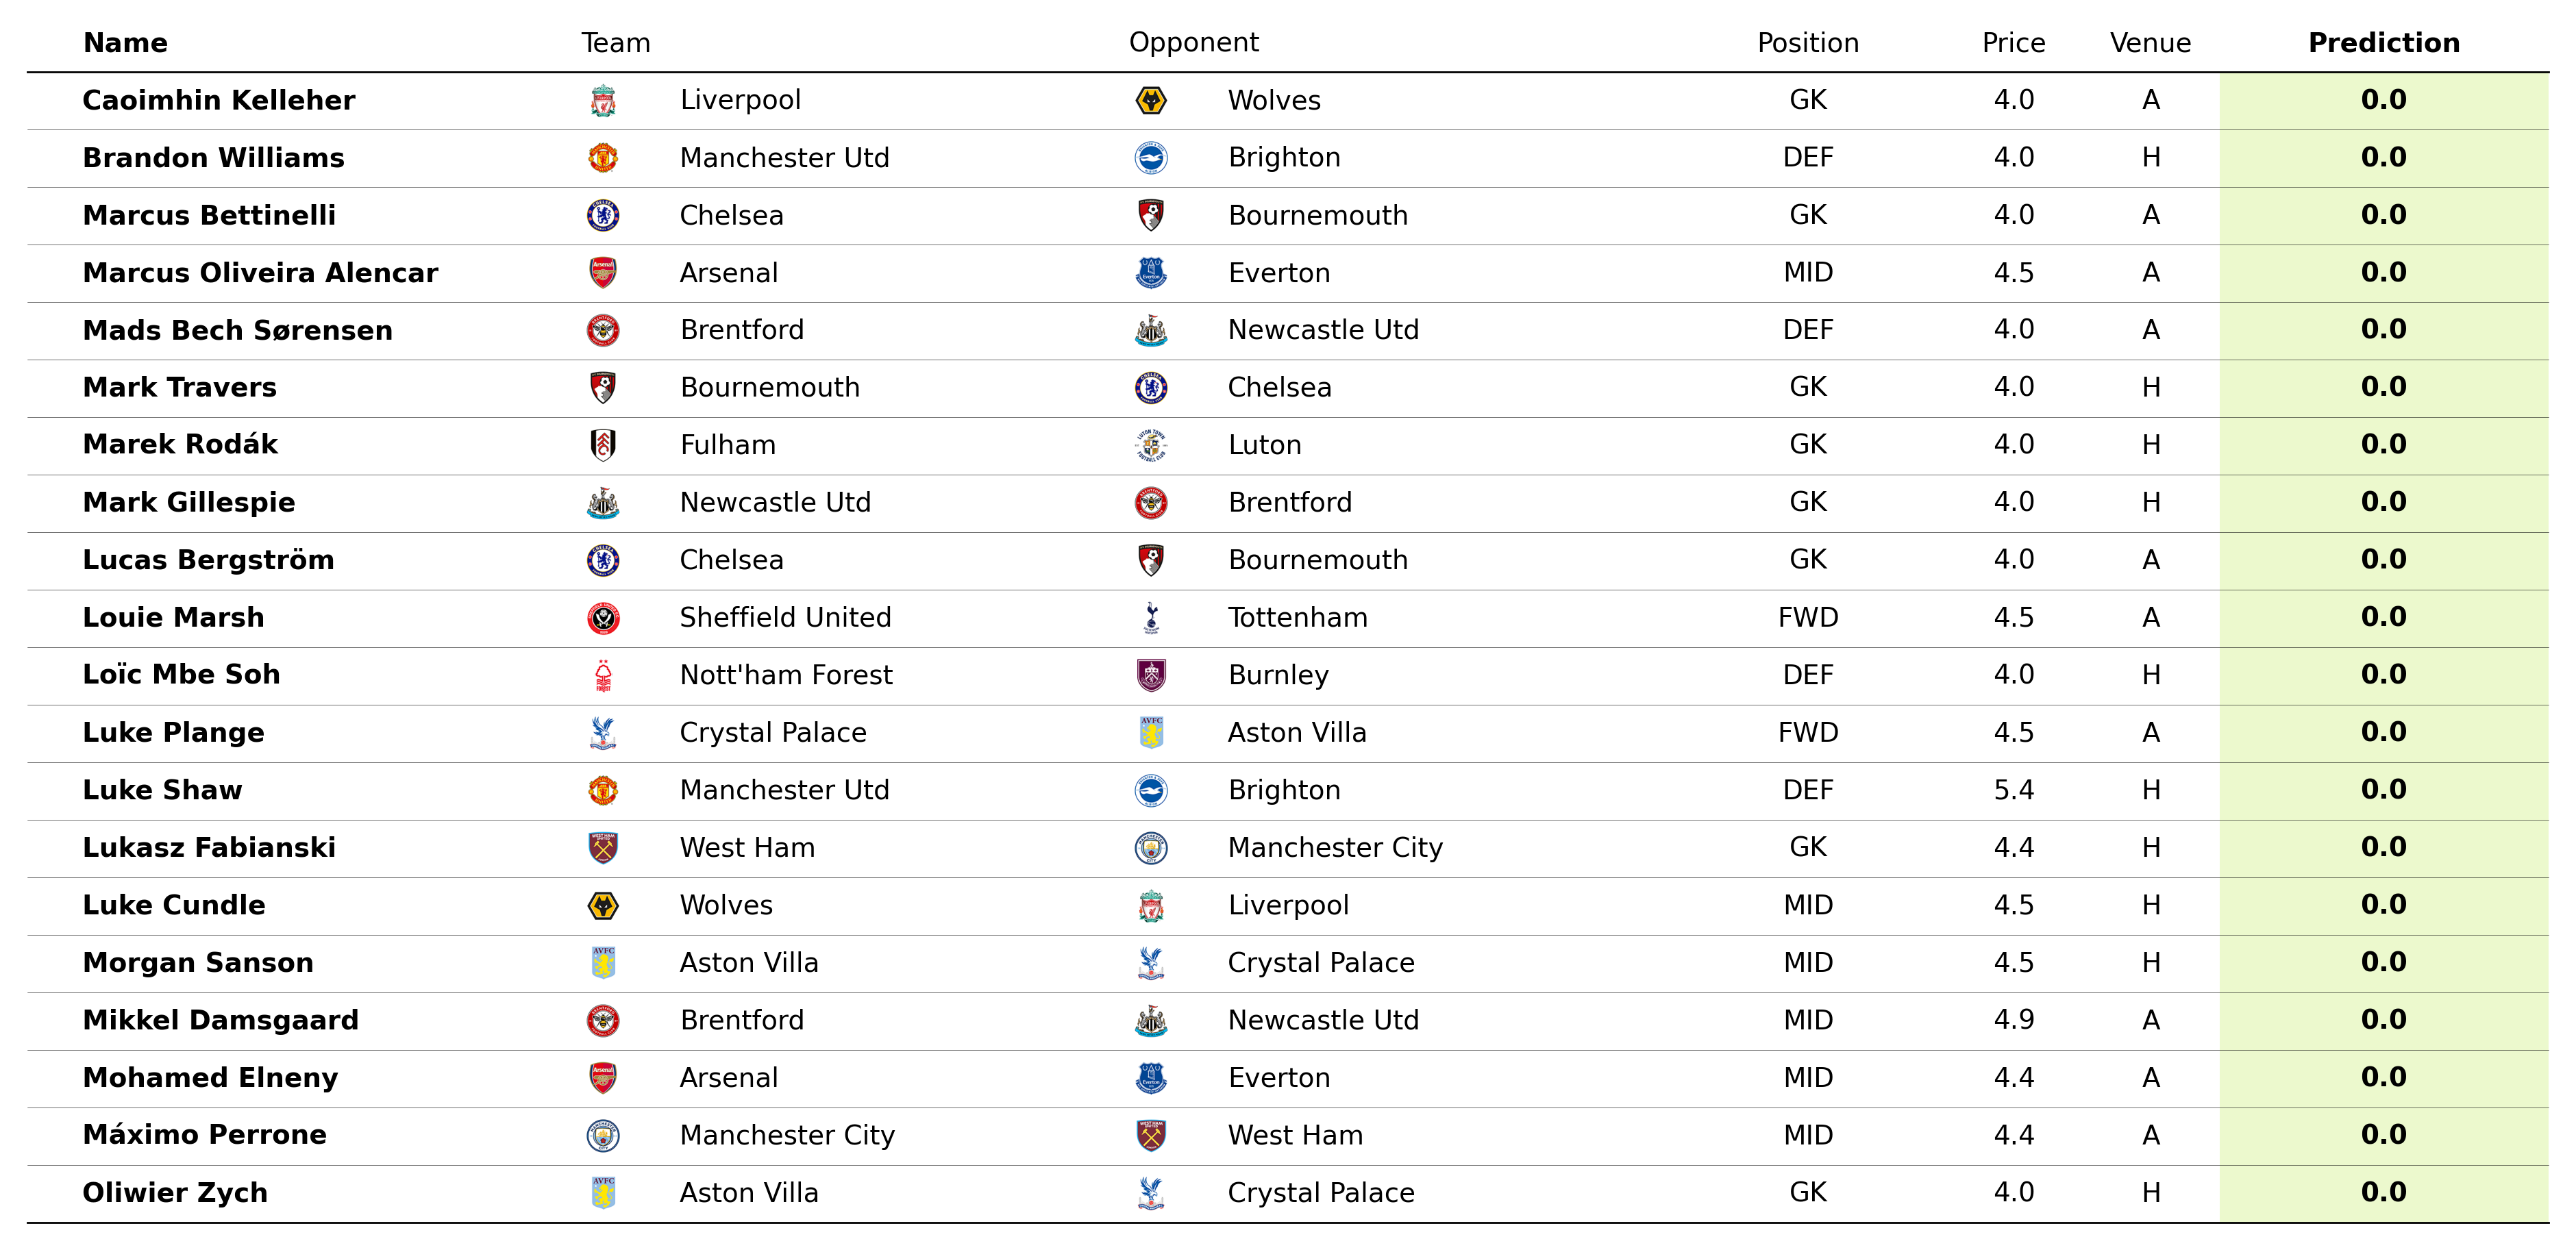 Name Team Opponent Position Price Venue Prediction
Caoimhin Kelleher Liverpool Wolves GK 4.0 A 0.0
Brandon Williams Manchester Utd Brighton DEF 4.0 H 0.0
Marcus Bettinelli Chelsea Bournemouth GK 4.0 A 0.0
Marcus Oliveira Alencar Arsenal Everton MID 4.5 A 0.0
Mads Bech Sørensen Brentford Newcastle Utd DEF 4.0 A 0.0
Mark Travers Bournemouth Chelsea GK 4.0 H 0.0
Marek Rodák Fulham Luton GK 4.0 H 0.0
Mark Gillespie Newcastle Utd Brentford GK 4.0 H 0.0
Lucas Bergström Chelsea Bournemouth GK 4.0 A 0.0
Louie Marsh Sheffield United Tottenham FWD 4.5 A 0.0
Loïc Mbe Soh Nott'ham Forest Burnley DEF 4.0 H 0.0
Luke Plange Crystal Palace Aston Villa FWD 4.5 A 0.0
Luke Shaw Manchester Utd Brighton DEF 5.4 H 0.0
Lukasz Fabianski West Ham Manchester City GK 4.4 H 0.0
Luke Cundle Wolves Liverpool MID 4.5 H 0.0
Morgan Sanson Aston Villa Crystal Palace MID 4.5 H 0.0
Mikkel Damsgaard Brentford Newcastle Utd MID 4.9 A 0.0
Mohamed Elneny Arsenal Everton MID 4.4 A 0.0
Máximo Perrone Manchester City West Ham MID 4.4 A 0.0
Oliwier Zych Aston Villa Crystal Palace GK 4.0 H 0.0